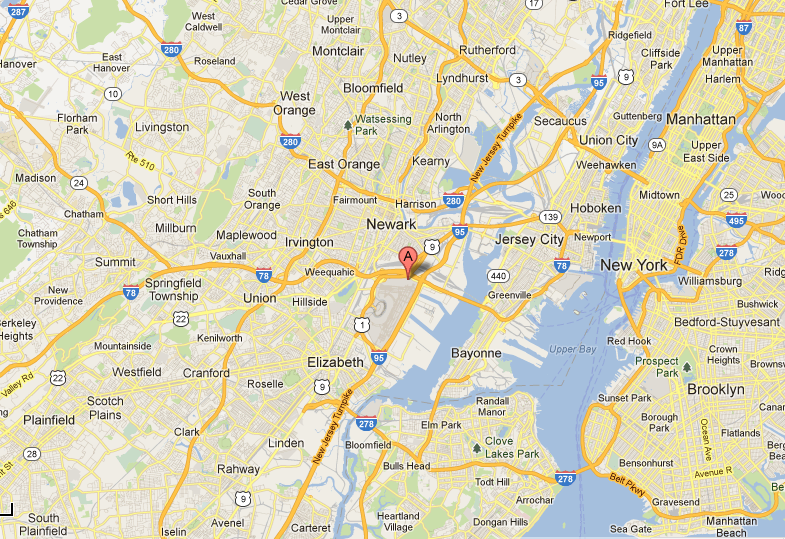 287
West
Caldwell
Cedar Grove
Upper
Montclair
3
17
Fort Lee
87
280
Montclair
Nutley
Rutherford
Ridgefield
Cliffside
Park
Upper
Manhattan
Hanover
East
Hanover
Roseland
Lyndhurst
3
95
9
Harlem
10
Bloomfield
West
Orange
Florham
Park
Livingston
Watsessing
Park
North
Arlington
New Jersey Turnpike
Secaucus
Guttenberg
Manhattan
280
Union City
9A
Upper
East Side
Rte 510
East Orange
Kearny
Weehawken
Madison
24
Short Hills
South
Orange
Fairmount
Harrison
280
Midtown
25
Hoboken
646
Chatham
Newark
139
495
Chatham
Township
Millburn
Maplewood
Irvington
9
95
Jersey City
Newport
FDR Drive
278
Summit
Vauxhall
A
78
78
Weequahic
440
78
New York
Williamsburg
New
Providence
Springfield
Township
Union
Hillside
Greenville
Bushwick
Berkeley
Heights
22
1
Bedford-Stuyvesant
Kenilworth
Mountainside
Elizabeth
95
Bayonne
Upper Bay
Red Hook
Crown
Heights
Prospect
Park
Valley Rd
22
Westfield
Cranford
Roselle
9
Brooklyn
Scotch
Plains
Plainfield
Randall
Manor
Sunset Park
Borough
Park
Clark
New Jersey Turnpike
278
Elm Park
Ocean Ave
Flatlands
Linden
Bloomfield
Clove
Lakes Park
28
Rahway
Bulls Head
Bensonhurst
Avenue R
Todt Hill
278
Belt Pkwy
9
Arrochar
Gravesend
South
Plainfield
Avenel
Iselin
Carteret
Heartland
Village
Dongan Hills
Sea Gate
Manhattan
Beach